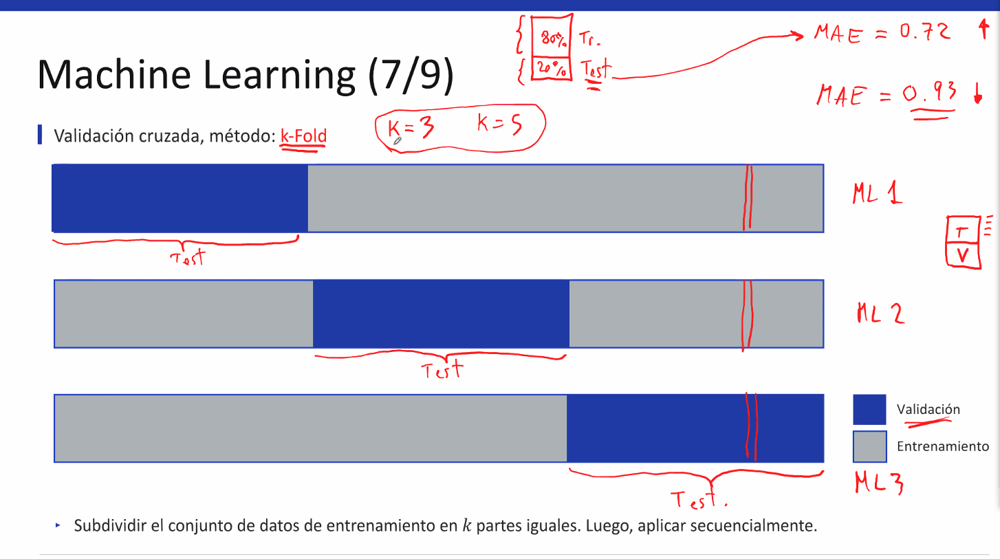 80% Tr.
20% Test
MAE = 0.72
Machine Learning (7/9)
MAE = 0.93
Validación cruzada, método: k-Fold
K = 3 K = 5
ML 1
Test
T
V
ML 2
Test
Validación
Entrenamiento
ML 3
Test.
Subdividir el conjunto de datos de entrenamiento en k partes iguales. Luego, aplicar secuencialmente.